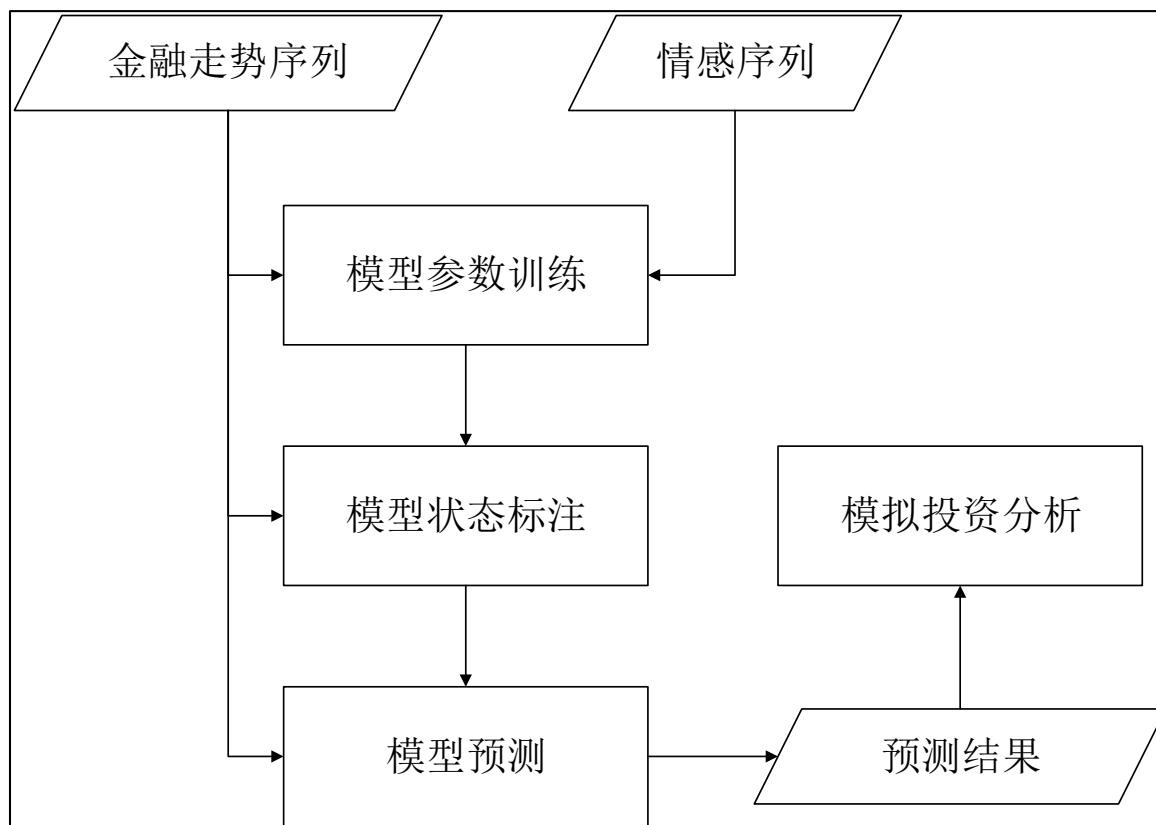 金融走势序列
情感序列
模型参数训练
模型状态标注
模拟投资分析
模型预测
预测结果